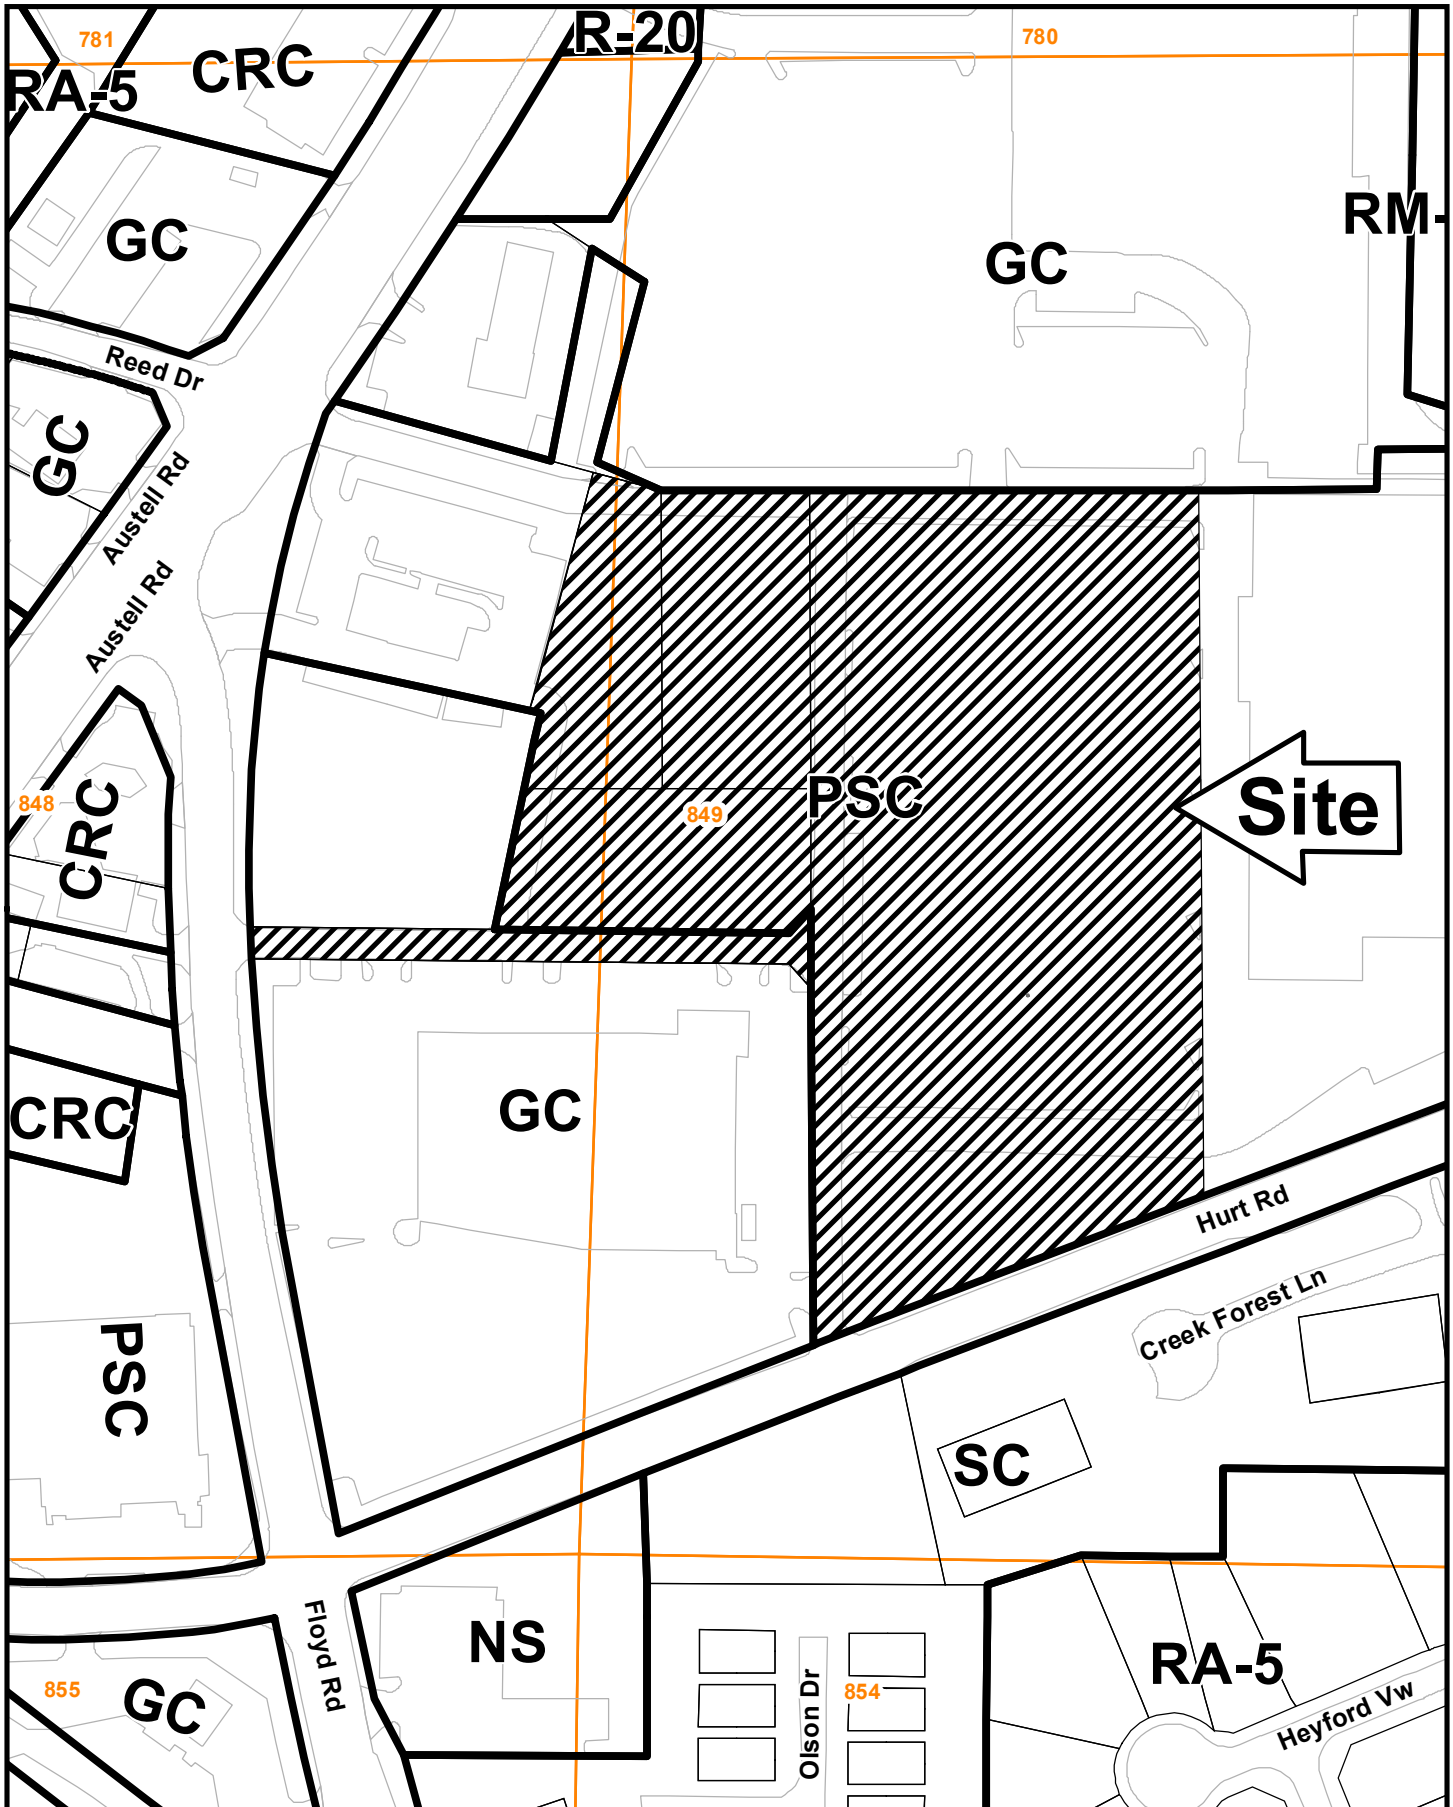 R-20
781
780
CRC
RA-5
RM-
GC
GC
Reed Dr
GC
Austell Rd
Austell Rd
PSC
Site
848
849
CRC
GC
CRC
Hurt Rd
Creek Forest Ln
PSC
SC
NS
Floyd Rd
RA-5
855
GC
854
Olson Dr
Heyford Vw